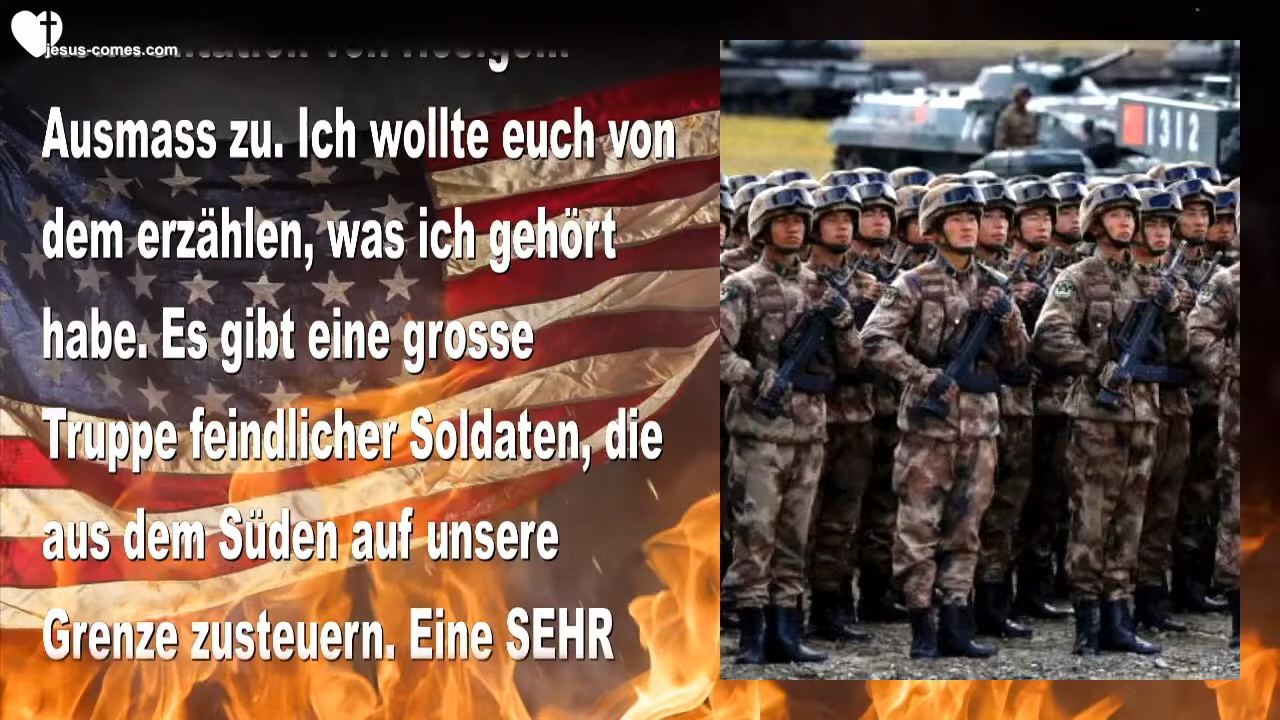 jesus-comes.com
von
Ausmass zu. Ich wollte euch von
dem erzählen, was ich gehört
habe. Es gibt eine grosse
Truppe feindlicher Soldaten, die
aus dem Süden auf unsere
Grenze zusteuern. Eine SEHR
1312